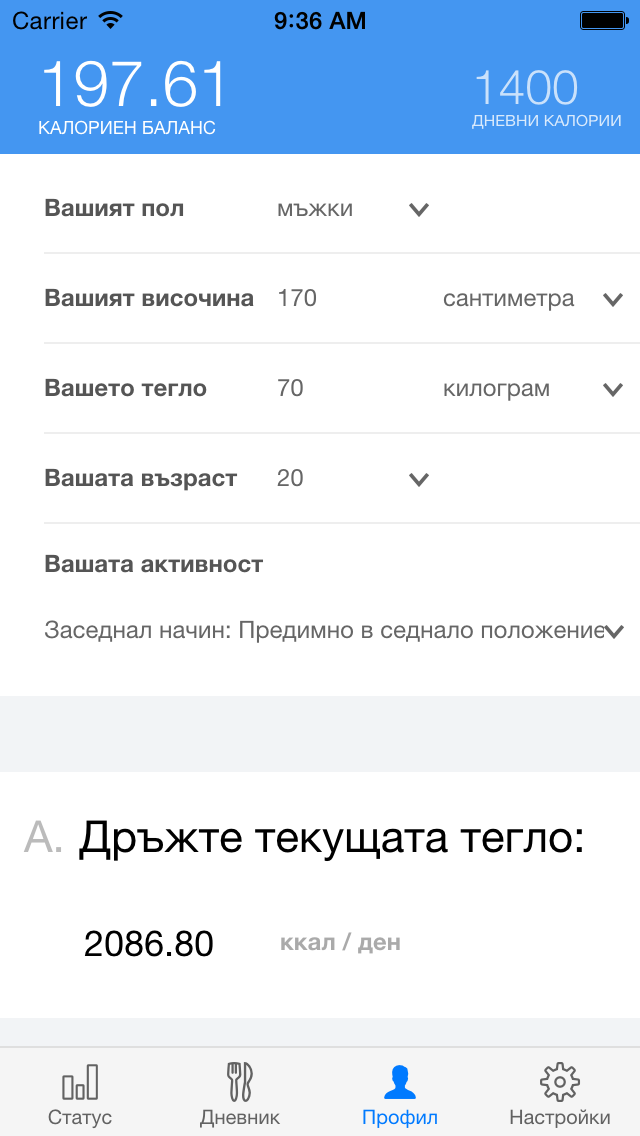 Carrier 9:36 AM
197.61 1400
КАЛОРИЕН БАЛАНС ДНЕВНИ КАЛОРИИ
Вашият пол мъжки
Вашият височина 170 сантиметра
Вашето тегло 70 килограм
Вашата възраст 20
Вашата активност
Заседнал начин: Предимно в седнало положение
А. Дръжте текущата тегло:
2086.80 ккал / ден
Статус Дневник Профил Настройки